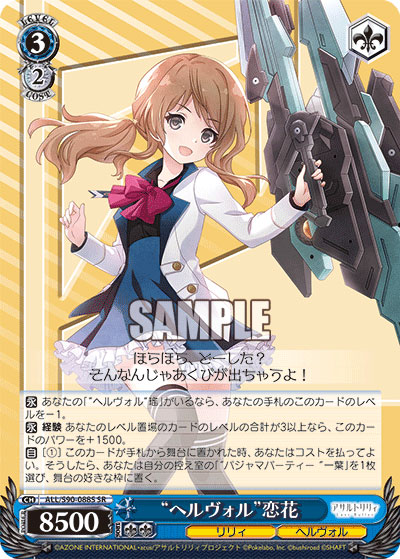 LEVEL
3
2
COST
SAMPLE
ほらほら、どーした?
そんなんじゃあくびが出ちゃうよ!
永 あなたの「"ヘルヴォル"瑤」がいるなら、あなたの手札のこのカードのレベルを-1。
永 経験 あなたのレベル置場のカードのレベルの合計が3以上なら、このカードのパワーを+1500。
自 [①] このカードが手札から舞台に置かれた時、あなたはコストを払ってよい。そうしたら、あなたは自分の控え室の「"パジャマパーティー"一葉」を1枚選び、舞台の好きな枠に置く。
CH ALL/S90-088S SR
8500
"ヘルヴォル"恋花
アサルトリリィ
リリィ
ヘルヴォル
©AZONE INTERNATIONAL・acus/アサルトリリィプロジェクト ©Pokelabo, Inc. ©bushiroad ©SHAFT